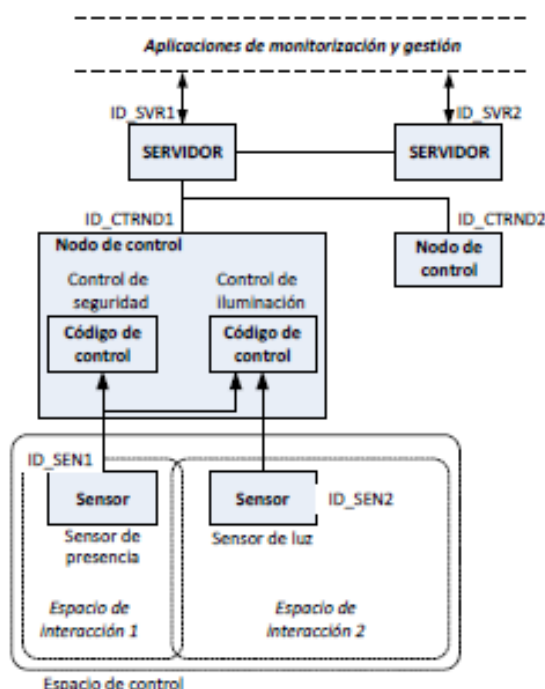 Aplicaciones de monitorización y gestión
ID_SVR1
ID_SVR2
SERVIDOR
SERVIDOR
ID_CTRND1
ID_CTRND2
Nodo de control
Nodo de
control
Control de
seguridad
Control de
iluminación
Código de
control
Código de
control
ID_SEN1
Sensor
Sensor
ID_SEN2
Sensor de
presencia
Sensor de luz
Espacio de
interacción 1
Espacio de
interacción 2
Espacio de control